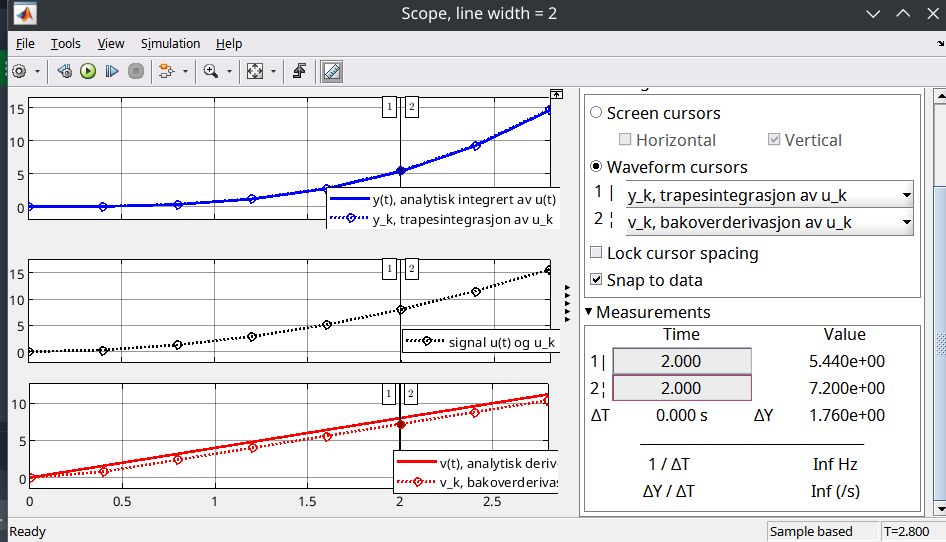 Scope, line width = 2
File Tools View Simulation Help
15
10
5
0
1 2
y(t), analytisk integrert av u(t)
y_k, trapesintegrasjon av u_k
15
10
5
0
1 2
signal u(t) og u_k
10
5
0
1 2
v(t), analytisk deriv
v_k, bakoverderivas
0 0.5 1 1.5 2 2.5
Screen cursors
Horizontal Vertical
Waveform cursors
1 | y_k, trapesintegrasjon av u_k
2 ¦ v_k, bakoverderivasjon av u_k
Lock cursor spacing
Snap to data
Measurements
Time Value
1 | 2.000 5.440e+00
2 ¦ 2.000 7.200e+00
ΔT 0.000 s ΔY 1.760e+00
1 / ΔT Inf Hz
ΔY / ΔT Inf (/s)
Ready Sample based T=2.800